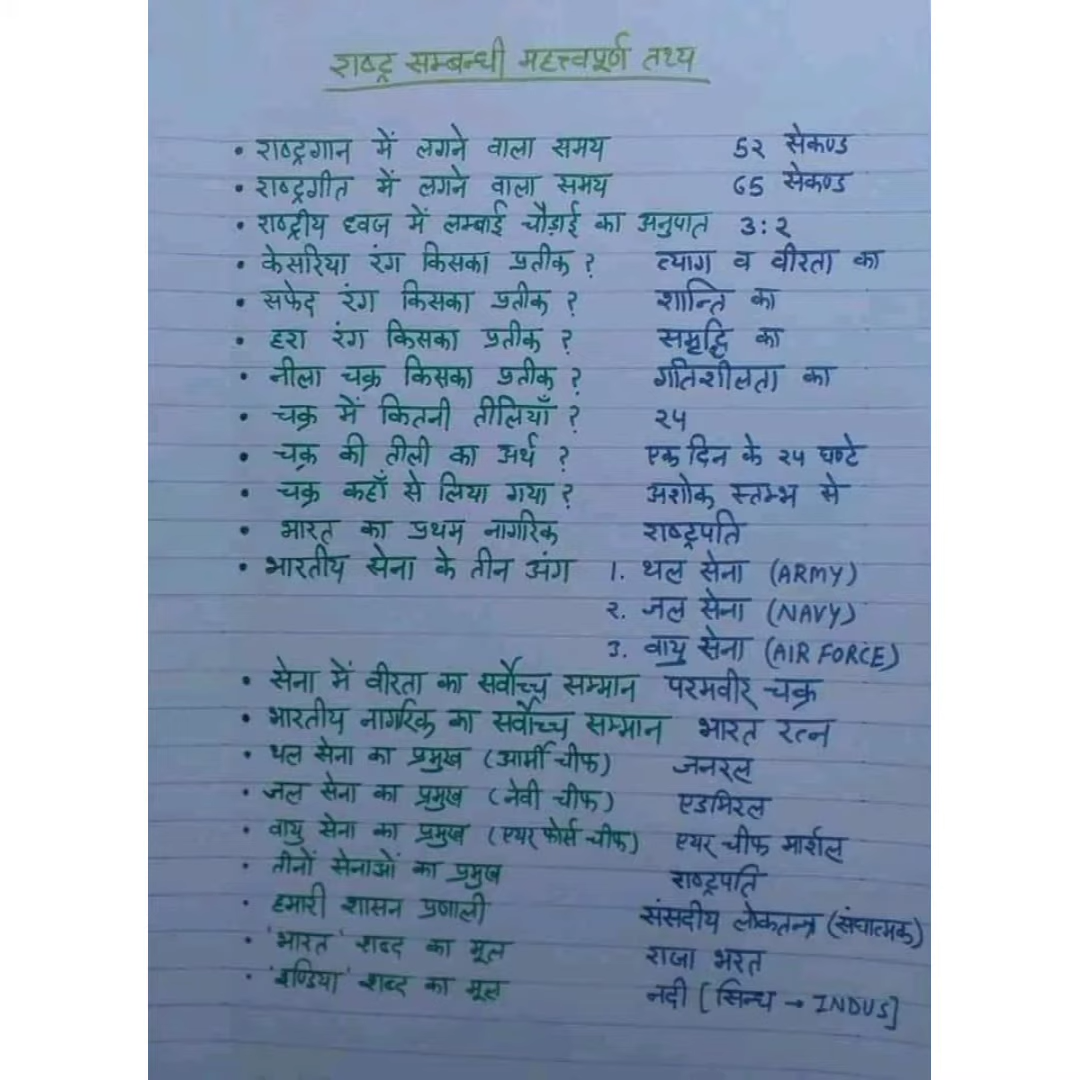 राष्ट्र सम्बन्धी महत्त्वपूर्ण तथ्य
• राष्ट्रगान में लगने वाला समय 52 सेकण्ड
• राष्ट्रगीत में लगने वाला समय 65 सेकण्ड
• राष्ट्रीय ध्वज में लम्बाई चौड़ाई का अनुपात 3:2
• केसरिया रंग किसका प्रतीक ? त्याग व वीरता का
• सफेद रंग किसका प्रतीक ? शान्ति का
• हरा रंग किसका प्रतीक ? समृद्धि का
• नीला चक्र किसका प्रतीक ? गतिशीलता का
• चक्र में कितनी तीलियाँ ? २४
• चक्र की तीली का अर्थ ? एक दिन के २४ घण्टे
• चक्र कहाँ से लिया गया ? अशोक स्तम्भ से
• भारत का प्रथम नागरिक राष्ट्रपति
• भारतीय सेना के तीन अंग 1. थल सेना (ARMY)
2. जल सेना (NAVY)
3. वायु सेना (AIR FORCE)
• सेना में वीरता का सर्वोच्च सम्मान परमवीर चक्र
• भारतीय नागरिक का सर्वोच्च सम्मान भारत रत्न
• थल सेना का प्रमुख (आर्मी चीफ) जनरल
• जल सेना का प्रमुख (नेवी चीफ) एडमिरल
• वायु सेना का प्रमुख (एयर फोर्स चीफ) एयर चीफ मार्शल
• तीनों सेनाओं का प्रमुख राष्ट्रपति
• हमारी शासन प्रणाली संसदीय लोकतन्त्र (संघात्मक)
• 'भारत' शब्द का मूल राजा भरत
• 'इण्डिया' शब्द का मूल नदी [सिन्ध → INDUS]